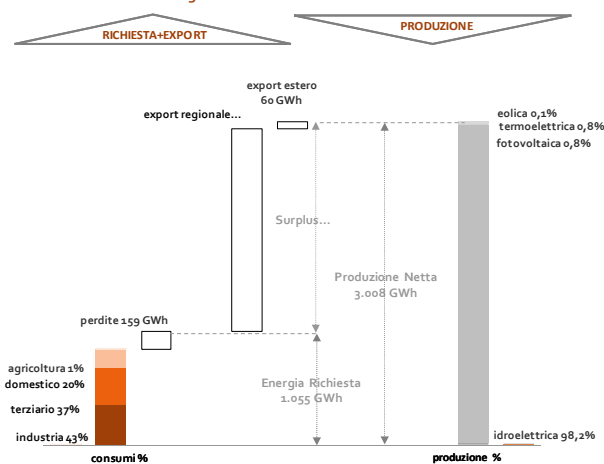 RICHIESTA+EXPORT
PRODUZIONE
export estero
60 GWh
export regionale...
eolica 0,1%
termoelettrica 0,8%
fotovoltaica 0,8%
Surplus...
Produzione Netta
3.008 GWh
perdite 159 GWh
agricoltura 1%
domestico 20%
Energia Richiesta
1.055 GWh
terziario 37%
industria 43%
idroelettrica 98,2%
consumi %
produzione %